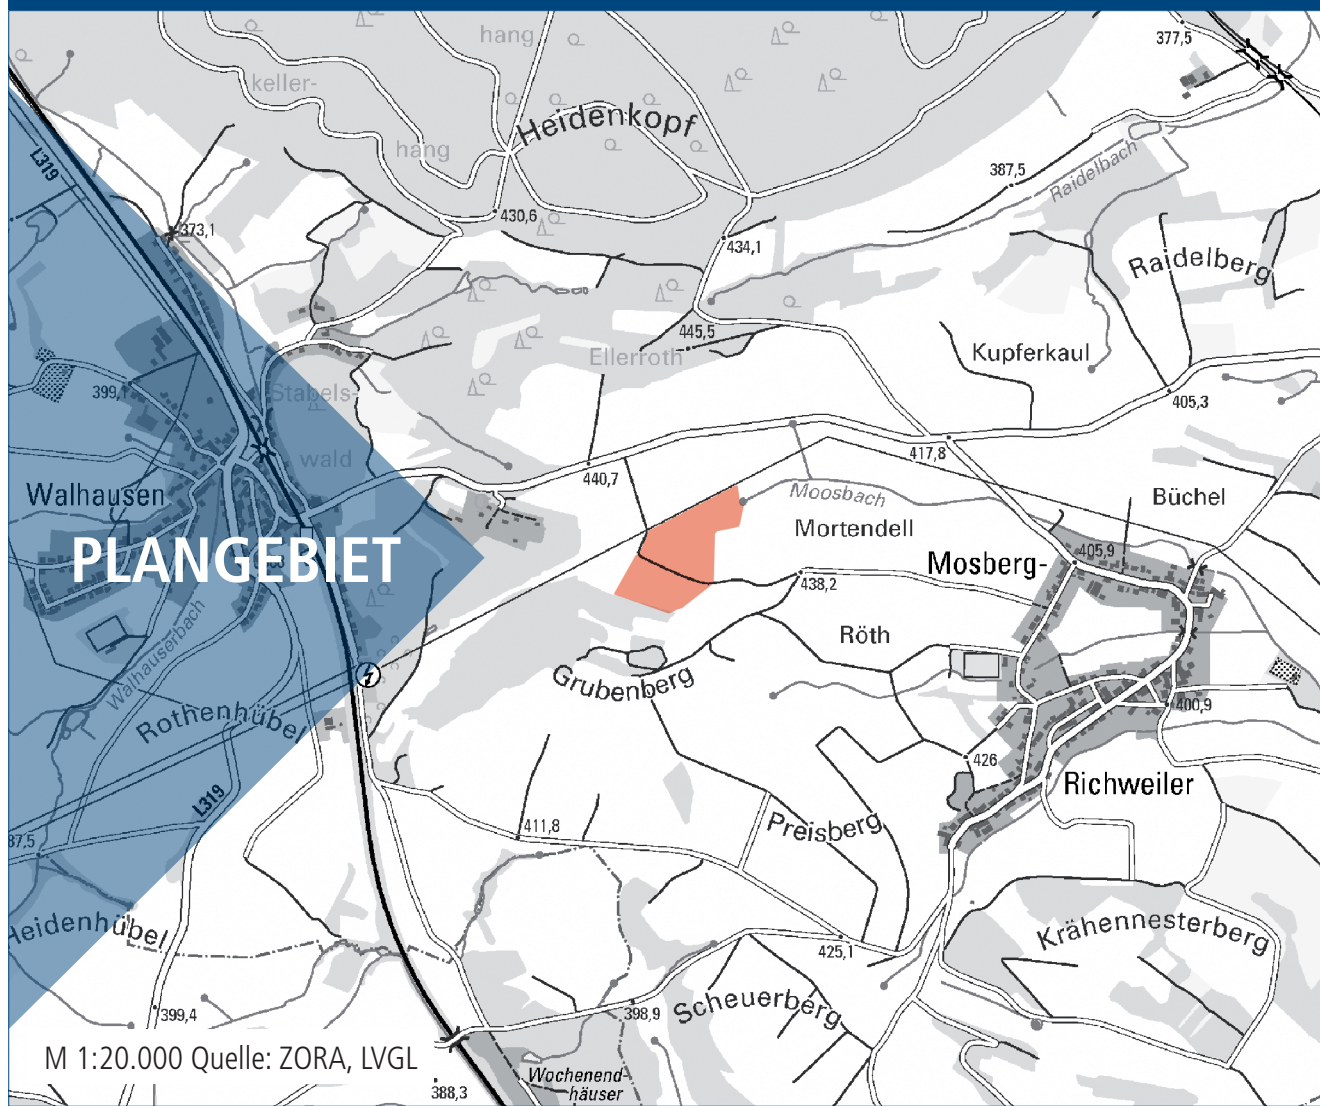 hang
377,5
keller-
Heidenkopf
hang
L319
387,5
Raidelbach
430,6
373,1
434,1
Raidelberg
445,5
Ellerroth
Kupferkaul
399,1
Stabels-
405,3
wald
417,8
440,7
Walhausen
Moosbach
Büchel
Mortendell
PLANGEBIET
405,9
Mosberg-
438,2
Röth
Walhauserbach
Grubenberg
Rothenhübel
400,9
426
Richweiler
L319
411,8
Preisberg
37.5
Heidenhübel
Krähennesterberg
425,1
399,4
398,9
Scheuerberg
M 1:20.000 Quelle: ZORA, LVGL
Wochenend-
häuser
388,3